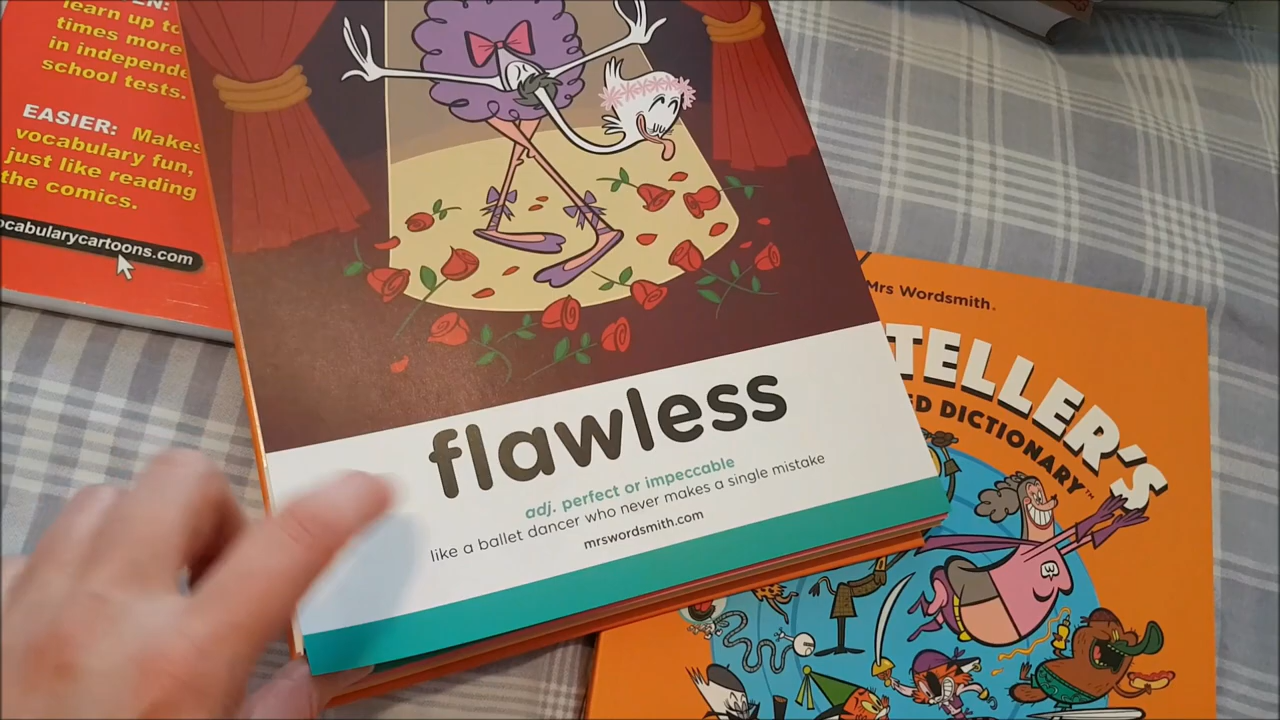 learn up to
times more
in independe
school tests.
EASIER: Makes
vocabulary fun,
just like reading
the comics.
ocabularycartoons.com
flawless
adj. perfect or impeccable
like a ballet dancer who never makes a single mistake
mrswordsmith.com
Mrs Wordsmith.
TELLER'S
ED DICTIONARY™